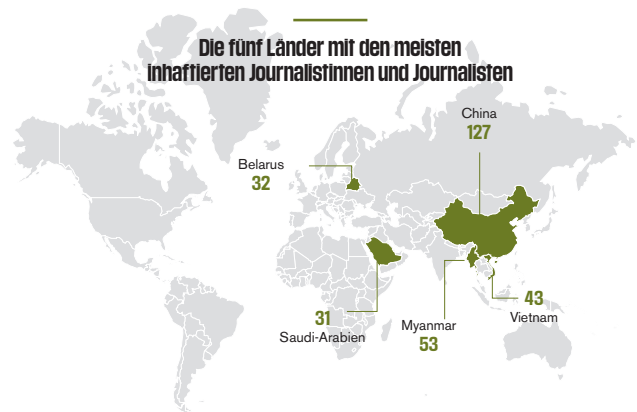 Die fünf Länder mit den meisten
inhaftierten Journalistinnen und Journalisten
China
127
Belarus
32
31
Saudi-Arabien
Myanmar
53
43
Vietnam